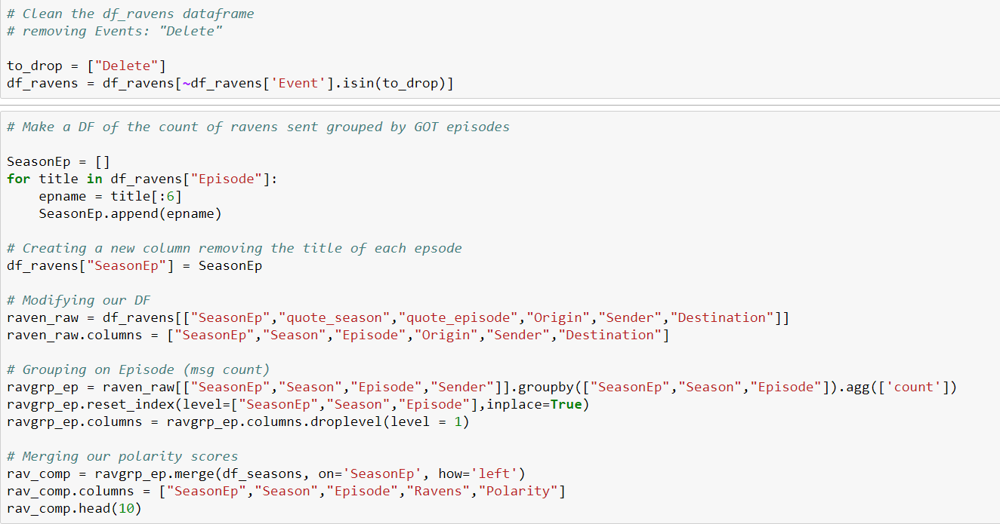 # Clean the df_ravens dataframe
# removing Events: "Delete"
to_drop = ["Delete"]
df_ravens = df_ravens[~df_ravens['Event'].isin(to_drop)]
# Make a DF of the count of ravens sent grouped by GOT episodes
SeasonEp = []
for title in df_ravens["Episode"]:
    epname = title[:6]
    SeasonEp.append(epname)
# Creating a new column removing the title of each epsode
df_ravens["SeasonEp"] = SeasonEp
# Modifying our DF
raven_raw = df_ravens[["SeasonEp","quote_season","quote_episode","Origin","Sender","Destination"]]
raven_raw.columns = ["SeasonEp","Season","Episode","Origin","Sender","Destination"]
# Grouping on Episode (msg count)
ravgrp_ep = raven_raw[["SeasonEp","Season","Episode","Sender"]].groupby(["SeasonEp","Season","Episode"]).agg(['count'])
ravgrp_ep.reset_index(level=["SeasonEp","Season","Episode"],inplace=True)
ravgrp_ep.columns = ravgrp_ep.columns.droplevel(level = 1)
# Merging our polarity scores
rav_comp = ravgrp_ep.merge(df_seasons, on='SeasonEp', how='left')
rav_comp.columns = ["SeasonEp","Season","Episode","Ravens","Polarity"]
rav_comp.head(10)